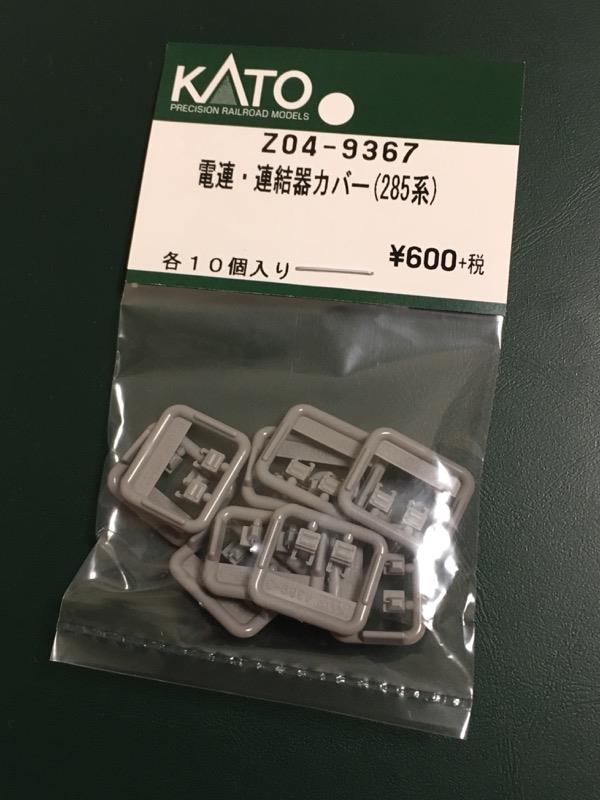 KATO
PRECISION RAILROAD MODELS
Z04-9367
電連・連結器カバー(285系)
各10個入り
¥600+税